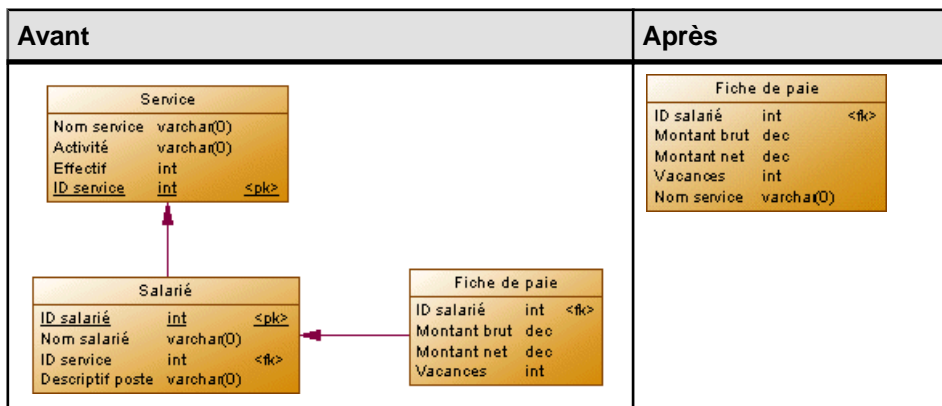 Avant
Après
Service
Nom service varchar(0)
Activité varchar(0)
Effectif int
ID service int <pk>
Salarié
ID salarié int <pk>
Nom salarié varchar(0)
ID service int <fk>
Descriptif poste varchar(0)
Fiche de paie
ID salarié int <fk>
Montant brut dec
Montant net dec
Vacances int
Fiche de paie
ID salarié int <fk>
Montant brut dec
Montant net dec
Vacances int
Nom service varchar(0)